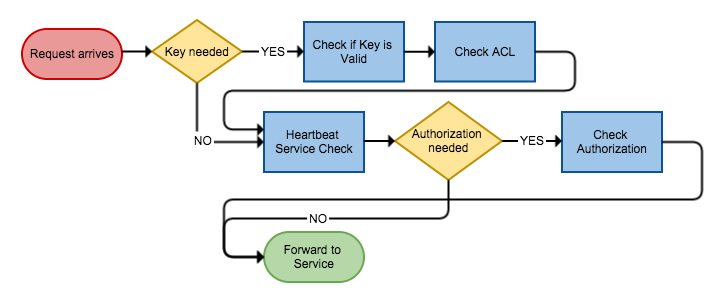 Request arrives
Key needed
YES
Check if Key is
Valid
Check ACL
NO
Heartbeat
Service Check
Authorization
needed
YES
Check
Authorization
NO
Forward to
Service